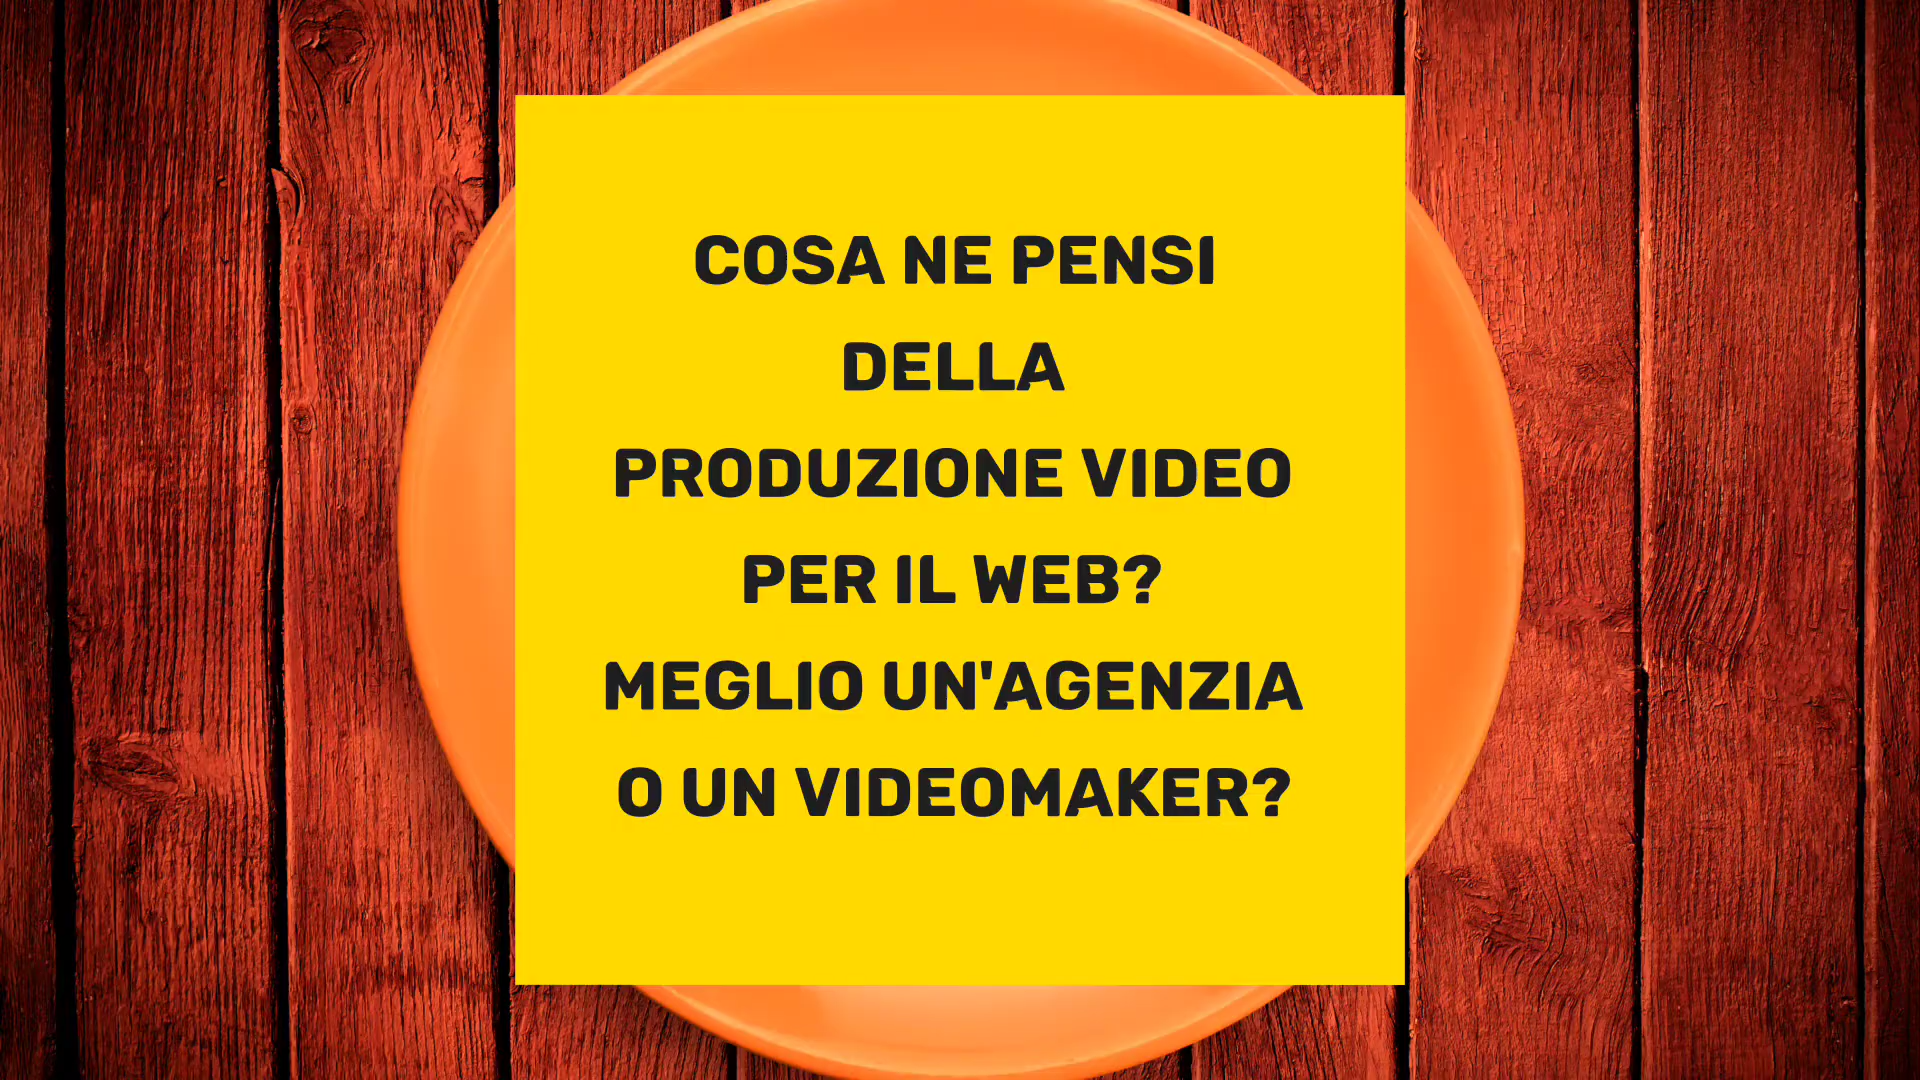 COSA NE PENSI
DELLA
PRODUZIONE VIDEO
PER IL WEB?
MEGLIO UN'AGENZIA
O UN VIDEOMAKER?